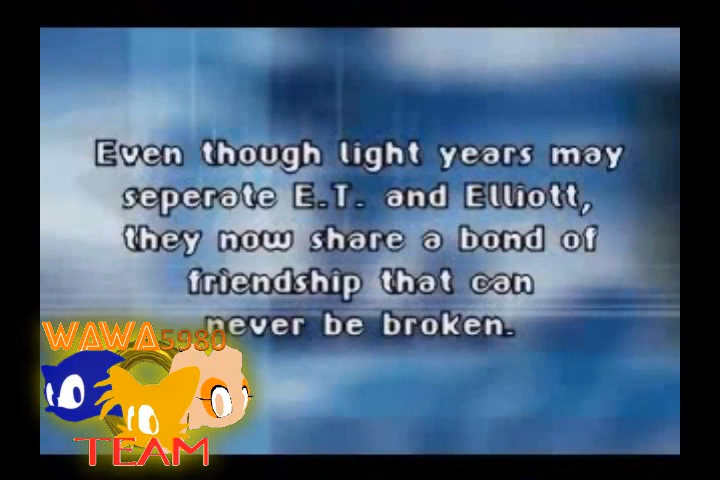 Even though light years may
seperate E.T. and Elliott,
they now share a bond of
friendship that can
never be broken.
WAWA5980
TEAM